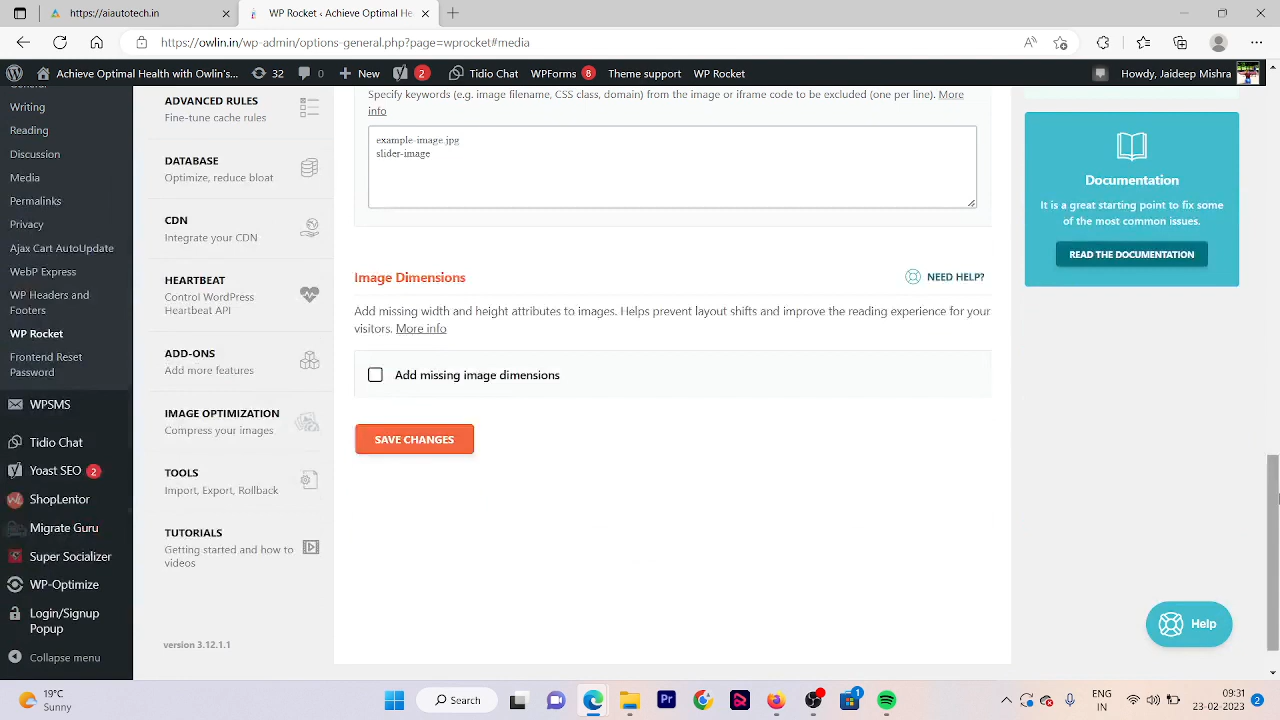 https://aiautotech.in
WP Rocket ‹ Achieve Optimal He
https://owlin.in/wp-admin/options-general.php?page=wprocket#media
Achieve Optimal Health with Owlin's...
32
0
New
2
Tidio Chat
WPForms 8
Theme support
WP Rocket
Howdy, Jaideep Mishra
Writing
Reading
Discussion
Media
Permalinks
Privacy
Ajax Cart AutoUpdate
WebP Express
WP Headers and
Footers
WP Rocket
Frontend Reset
Password
WPSMS
Tidio Chat
Yoast SEO 2
ShopLentor
Migrate Guru
Super Socializer
WP-Optimize
Login/Signup
Popup
Collapse menu
ADVANCED RULES
Fine-tune cache rules
DATABASE
Optimize, reduce bloat
CDN
Integrate your CDN
HEARTBEAT
Control WordPress
Heartbeat API
ADD-ONS
Add more features
IMAGE OPTIMIZATION
Compress your images
TOOLS
Import, Export, Rollback
TUTORIALS
Getting started and how to
videos
version 3.12.1.1
Specify keywords (e.g. image filename, CSS class, domain) from the image or iframe code to be excluded (one per line). More
info
example-image.jpg
slider-image
Image Dimensions
NEED HELP?
Add missing width and height attributes to images. Helps prevent layout shifts and improve the reading experience for your
visitors. More info
Add missing image dimensions
SAVE CHANGES
Documentation
It is a great starting point to fix some
of the most common issues.
READ THE DOCUMENTATION
Help
19°C
Sunny
Search
1
ENG
IN
09:31
23-02-2023
2